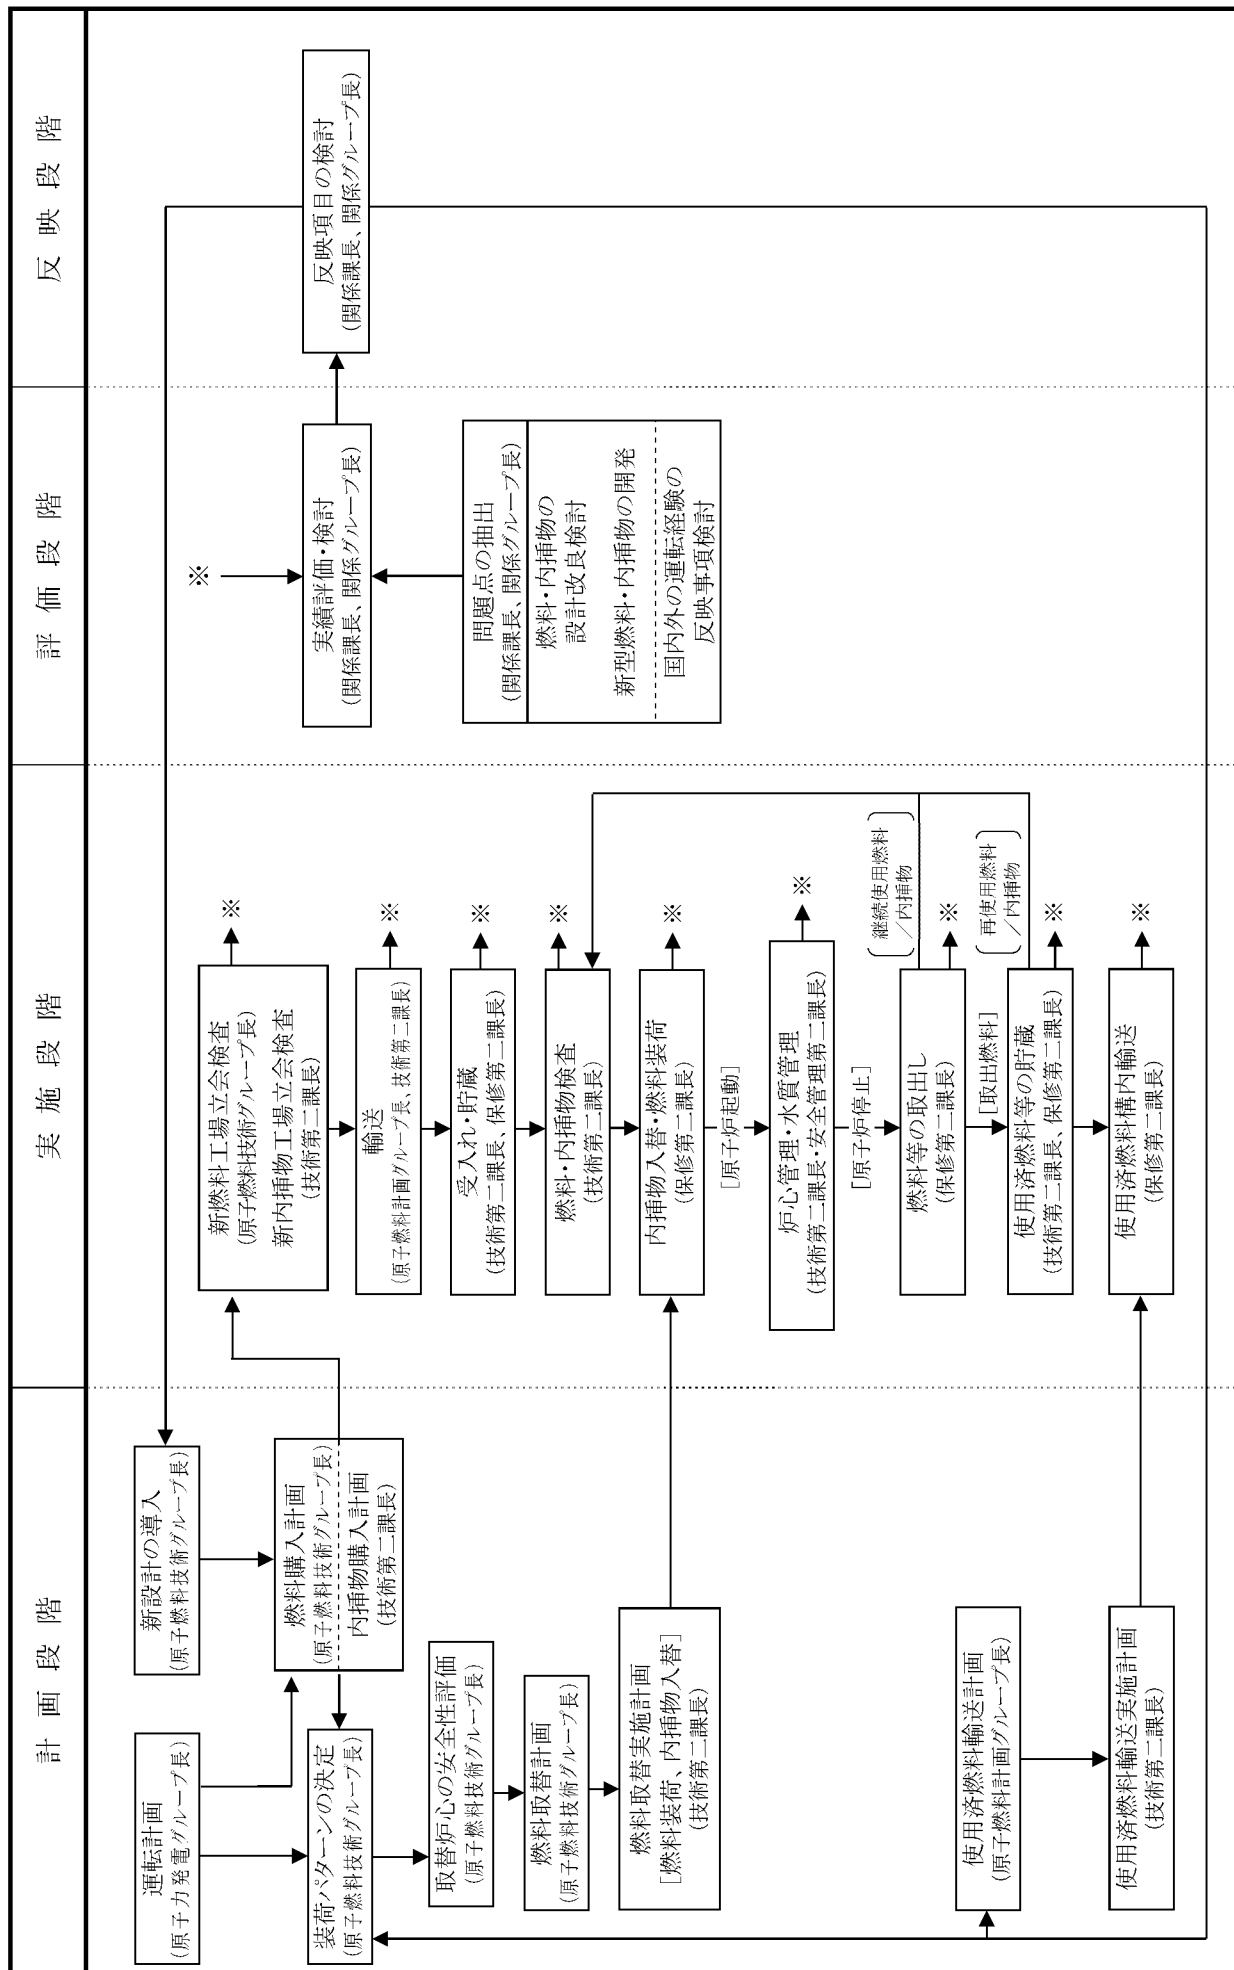 計画段階
実施段階
評価段階
反映段階
運転計画
(原子力発電グループ長)
新設計の導入
(原子燃料技術グループ長)
燃料購入計画
(原子燃料技術グループ長)
内挿物購入計画
(技術第二課長)
装荷パターンの決定
(原子燃料技術グループ長)
取替炉心の安全性評価
(原子燃料技術グループ長)
燃料取替計画
(原子燃料技術グループ長)
燃料取替実施計画
[燃料装荷、内挿物入替]
(技術第二課長)
使用済燃料輸送計画
(原子燃料計画グループ長)
使用済燃料輸送実施計画
(技術第二課長)
新燃料工場立会検査
(原子燃料技術グループ長)
新内挿物工場立会検査
(技術第二課長)
※
輸送
(原子燃料計画グループ長、技術第二課長)
※
受入れ・貯蔵
(技術第二課長、保修第二課長)
※
燃料・内挿物検査
(技術第二課長)
※
内挿物入替・燃料装荷
(保修第二課長)
※
[原子炉起動]
炉心管理・水質管理
(技術第二課長・安全管理第二課長)
※
[原子炉停止]
燃料等の取出し
(保修第二課長)
※
継続使用燃料
/内挿物
[取出燃料]
使用済燃料等の貯蔵
(技術第二課長、保修第二課長)
※
再使用燃料
/内挿物
使用済燃料構内輸送
(保修第二課長)
※
※
実績評価・検討
(関係課長、関係グループ長)
問題点の抽出
(関係課長、関係グループ長)
燃料・内挿物の
設計改良検討
新型燃料・内挿物の開発
国内外の運転経験の
反映事項検討
反映項目の検討
(関係課長、関係グループ長)